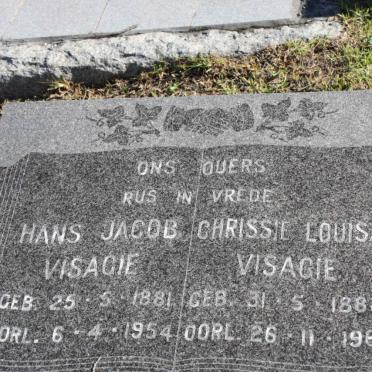 ONS OUERS
RUS IN VREDE
HANS JACOB CHRISSIE LOUISA
VISAGIE VISAGIE
GEB. 25-5-1881 GEB. 31-5-188
OORL. 6-4-1954 OORL. 26-11-196